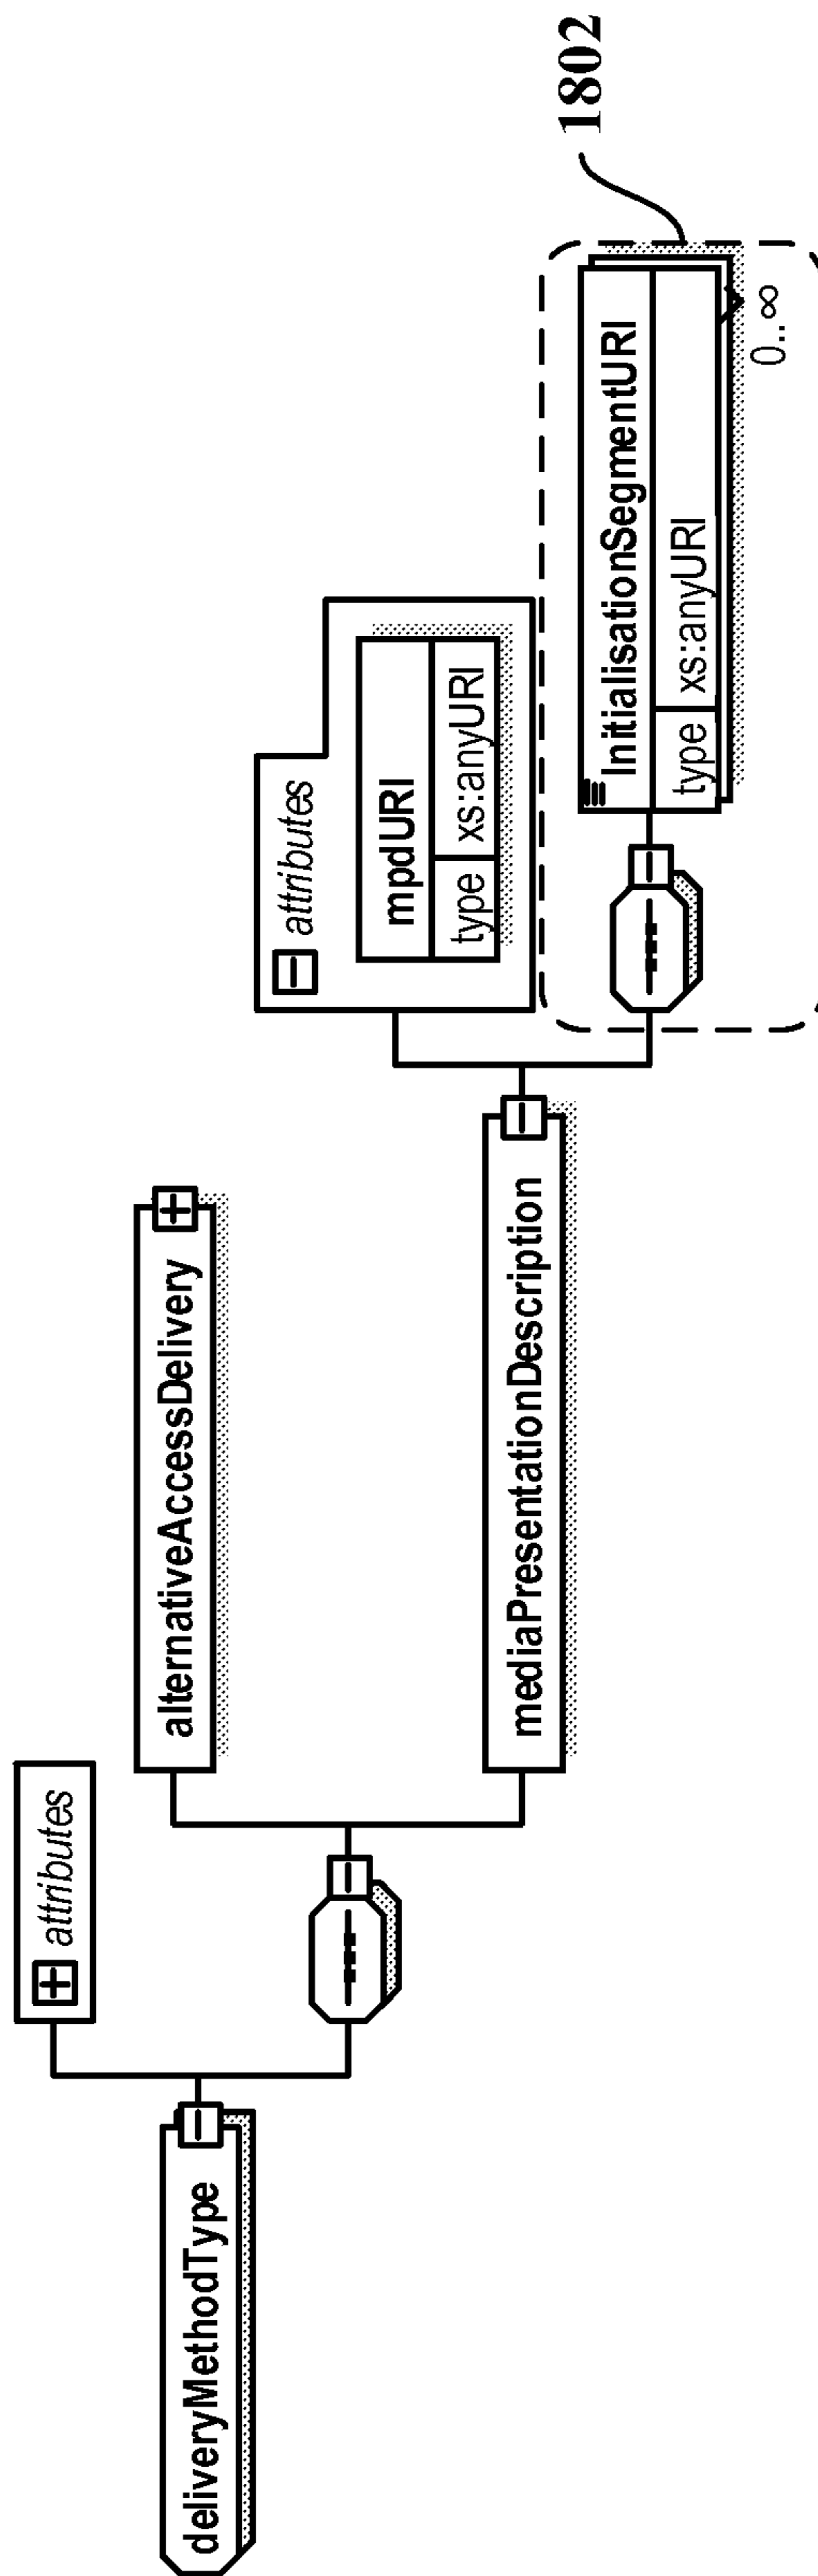 deliveryMethodType
attributes
alternativeAccessDelivery
mediaPresentationDescription
attributes
mpdURI
type xs:anyURI
InitialisationSegmentURI
type xs:anyURI
0..∞
1802